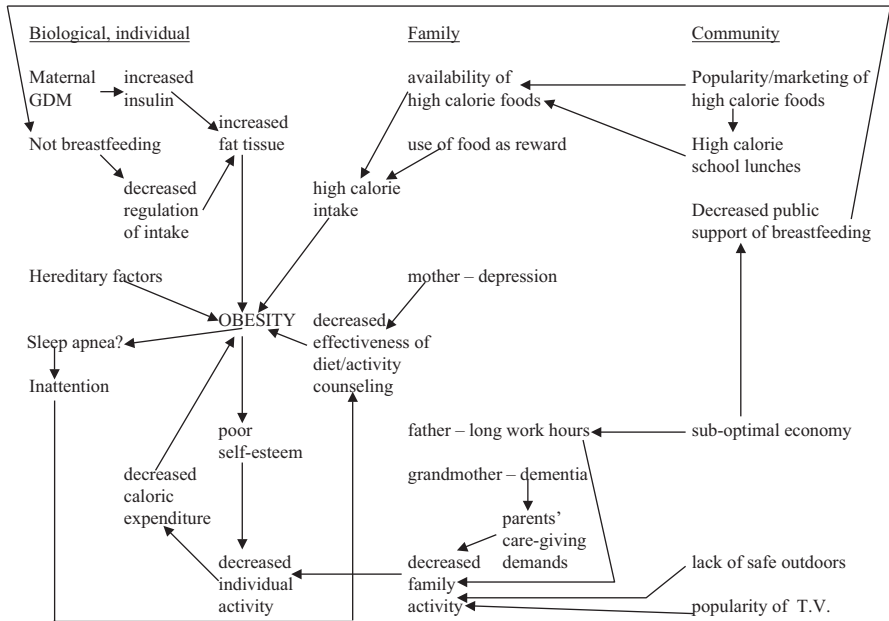 Biological, individual
Family
Community
Maternal
GDM
increased
insulin
availability of
high calorie foods
Popularity/marketing of
high calorie foods
increased
fat tissue
Not breastfeeding
use of food as reward
High calorie
school lunches
decreased
regulation
of intake
high calorie
intake
Decreased public
support of breastfeeding
Hereditary factors
mother – depression
OBESITY
decreased
effectiveness of
diet/activity
counseling
Sleep apnea?
Inattention
poor
self-esteem
father – long work hours
sub-optimal economy
decreased
caloric
expenditure
grandmother – dementia
parents’
care-giving
demands
decreased
individual
activity
decreased
family
activity
lack of safe outdoors
popularity of T.V.